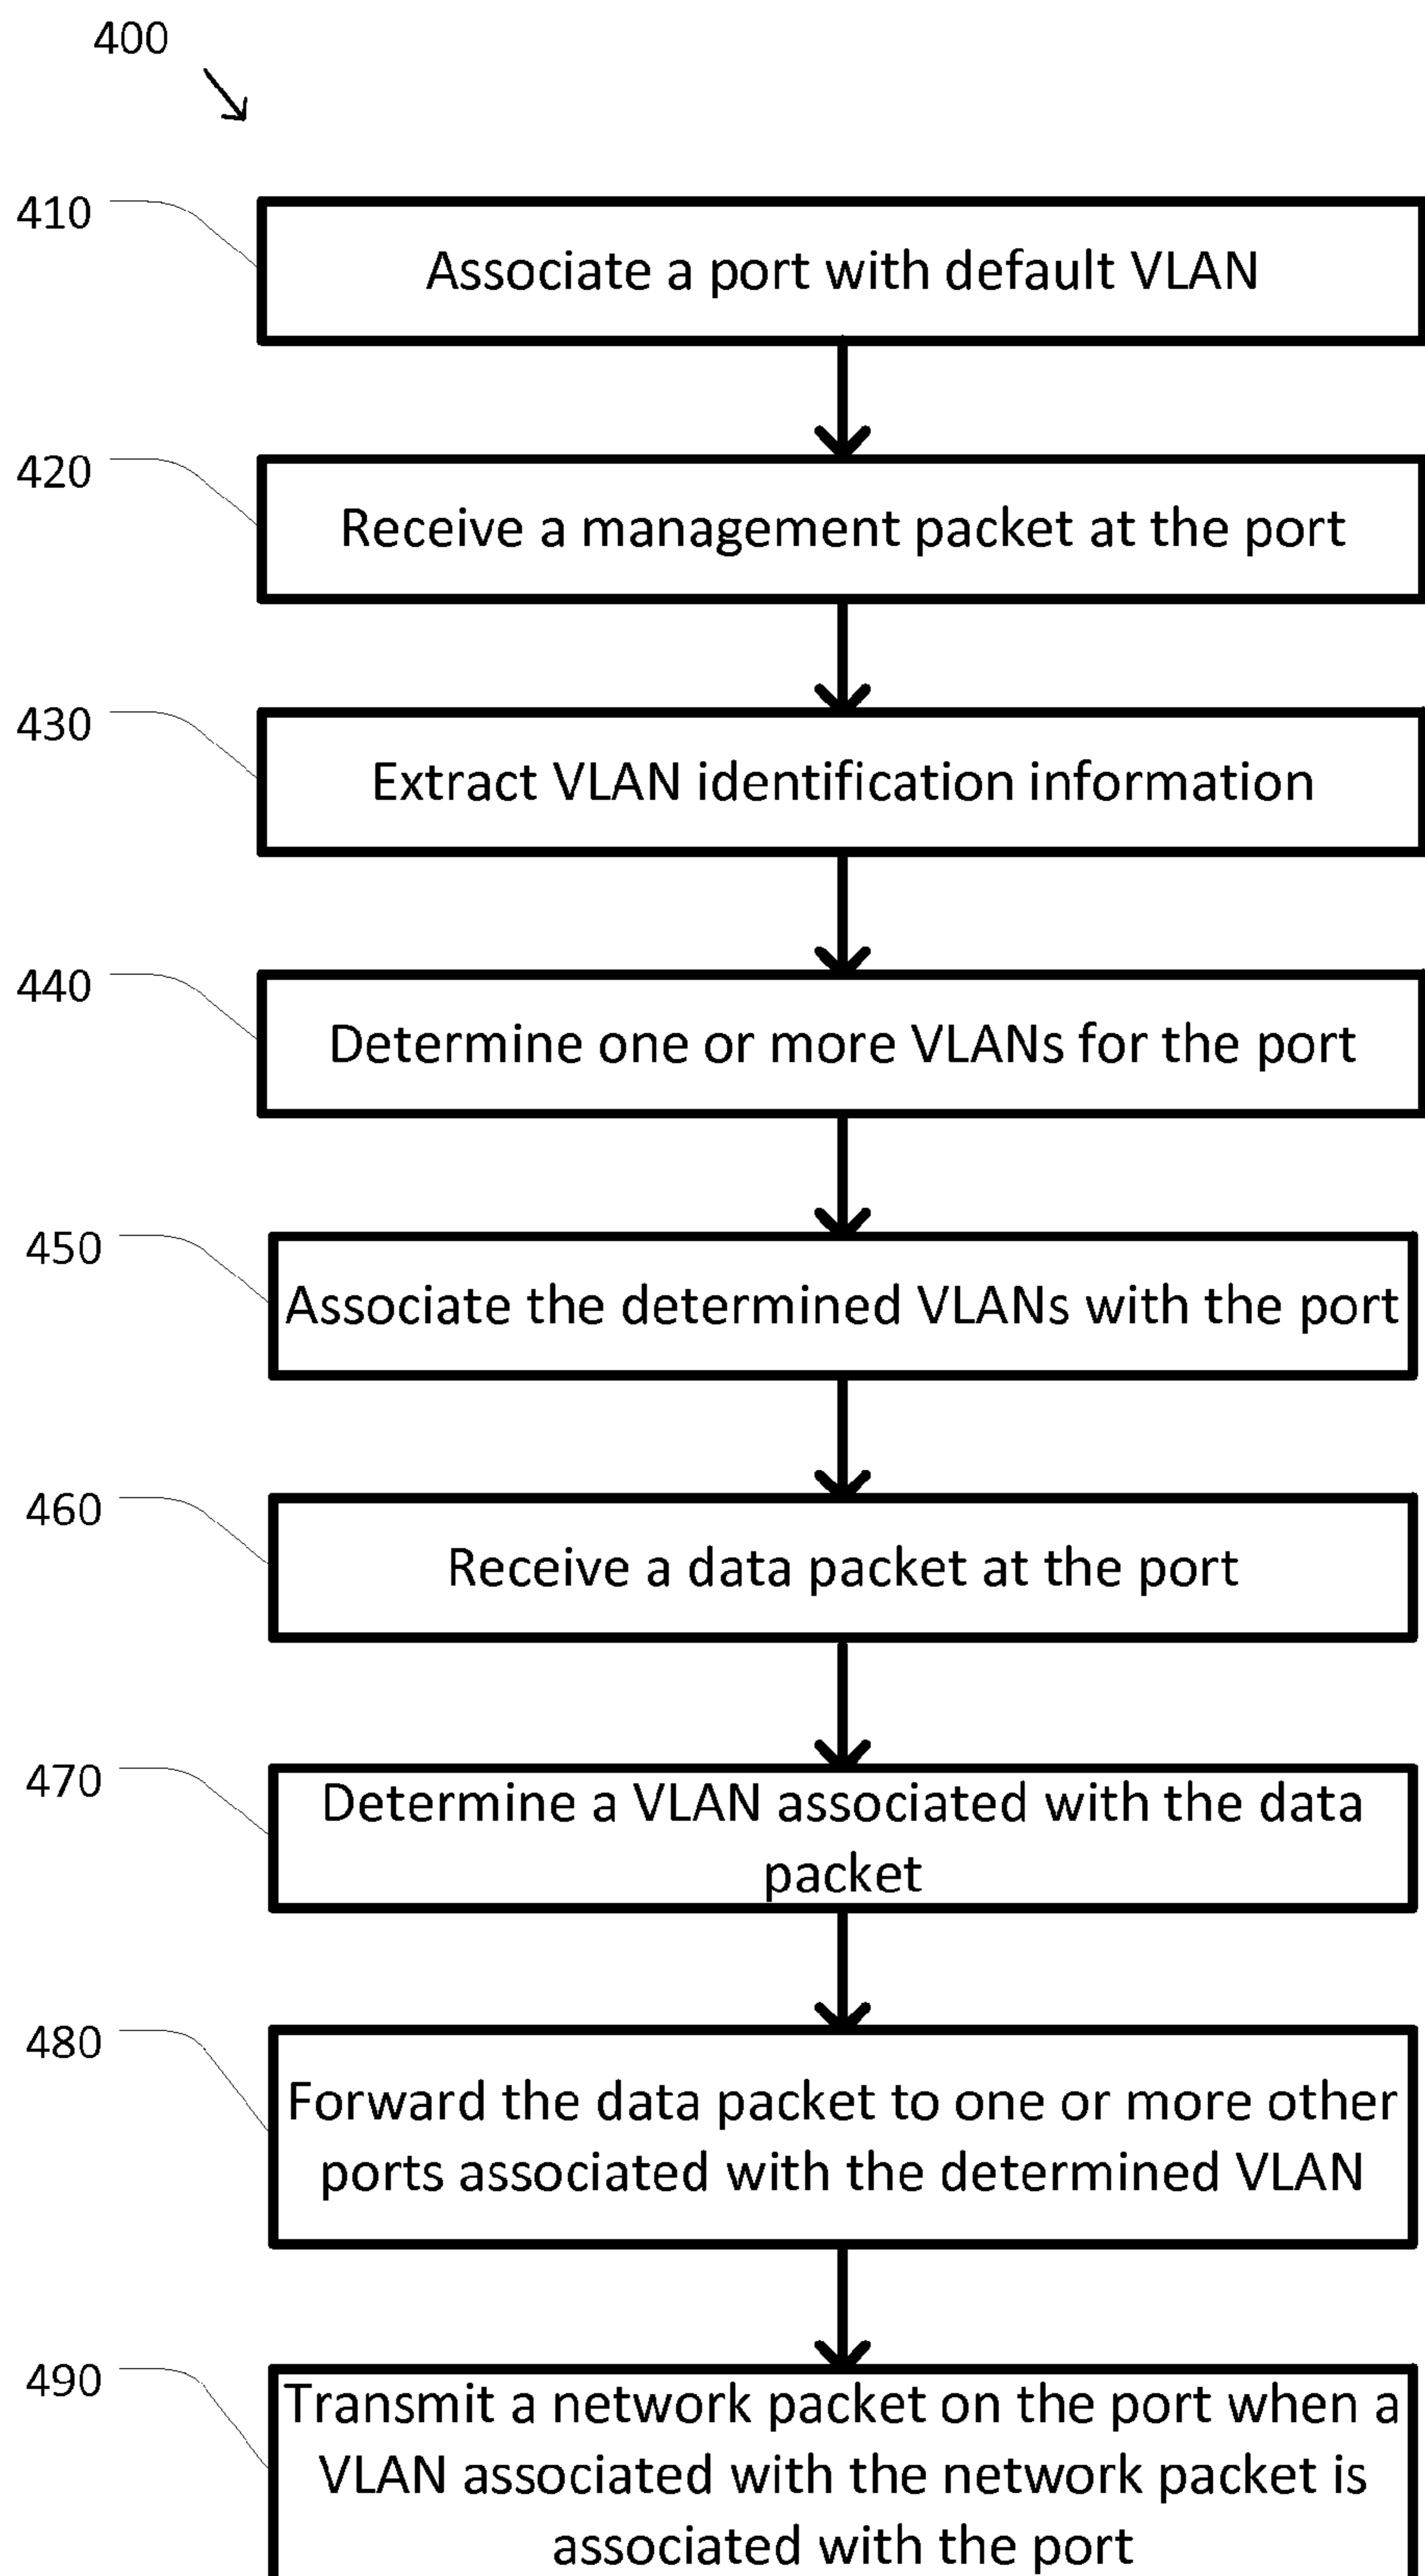 400
410
Associate a port with default VLAN
420
Receive a management packet at the port
430
Extract VLAN identification information
440
Determine one or more VLANs for the port
450
Associate the determined VLANs with the port
460
Receive a data packet at the port
470
Determine a VLAN associated with the data
packet
480
Forward the data packet to one or more other
ports associated with the determined VLAN
490
Transmit a network packet on the port when a
VLAN associated with the network packet is
associated with the port